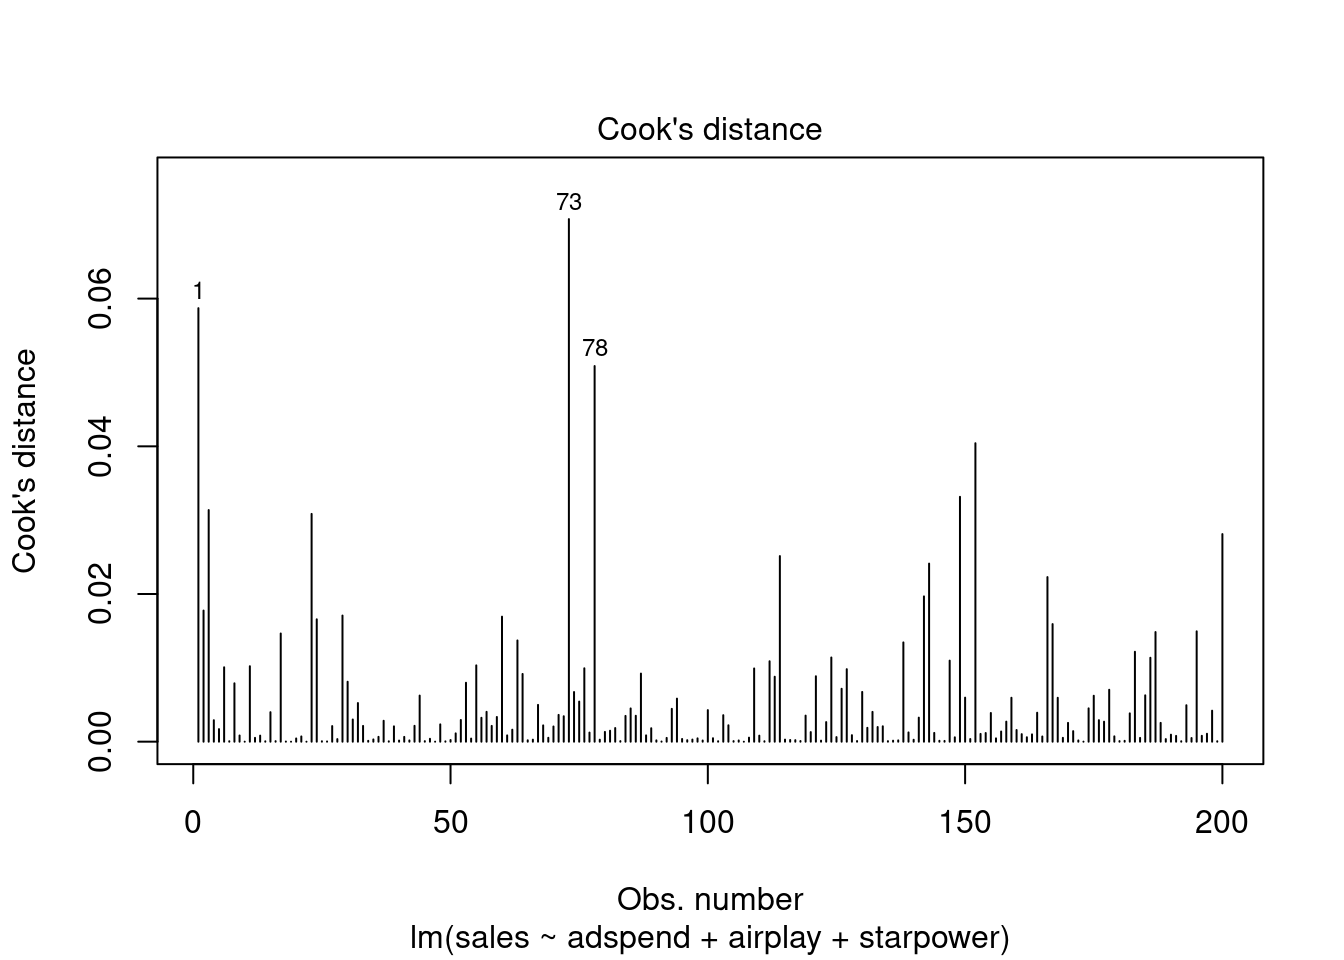 Cook's distance
73
1
78
Cook's distance
0.06
0.04
0.02
0.00
0 50 100 150 200
Obs. number
lm(sales ~ adspend + airplay + starpower)